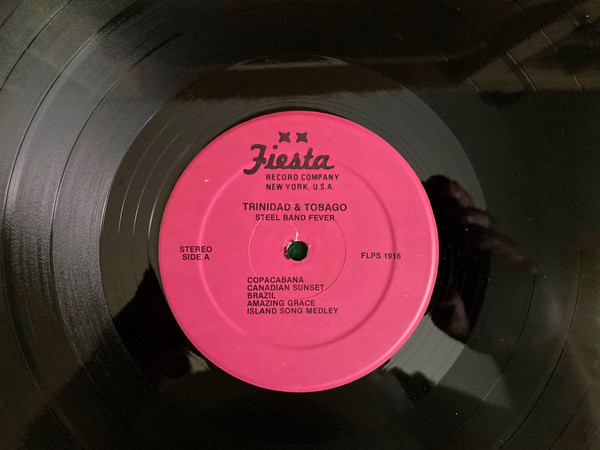 Fiesta
RECORD COMPANY
NEW YORK, U.S.A.
TRINIDAD & TOBAGO
STEEL BAND FEVER
STEREO
SIDE A
FLPS 1916
COPACABANA
CANADIAN SUNSET
BRAZIL
AMAZING GRACE
ISLAND SONG MEDLEY